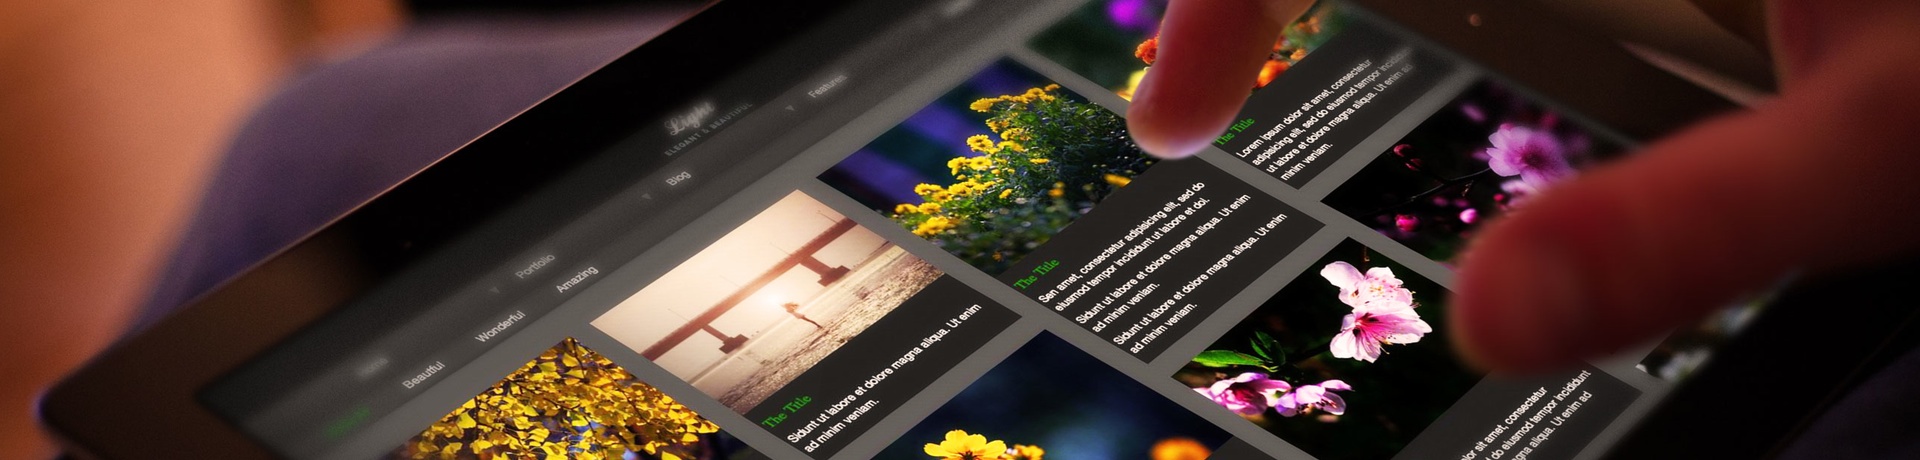 Light
ELEGANT & BEAUTIFUL
Home
Portfolio
Blog
Features
Beautiful
Wonderful
Amazing
The Title
Sidunt ut labore et dolore magna aliqua. Ut enim
ad minim veniam.
The Title
Sen amet, consectetur adipisicing elit, sed do
eiusmod tempor incididunt ut labore et dol.
Sidunt ut labore et dolore magna aliqua. Ut enim
ad minim veniam.
Sidunt ut labore et dolore magna aliqua. Ut enim
ad minim veniam.
The Title
Lorem ipsum dolor sit amet, consectetur
adipisicing elit, sed do eiusmod tempor incididunt
ut labore et dolore magna aliqua. Ut enim ad
minim veniam.
sit amet, consectetur
do eiusmod tempor incididunt
magna aliqua. Ut enim ad